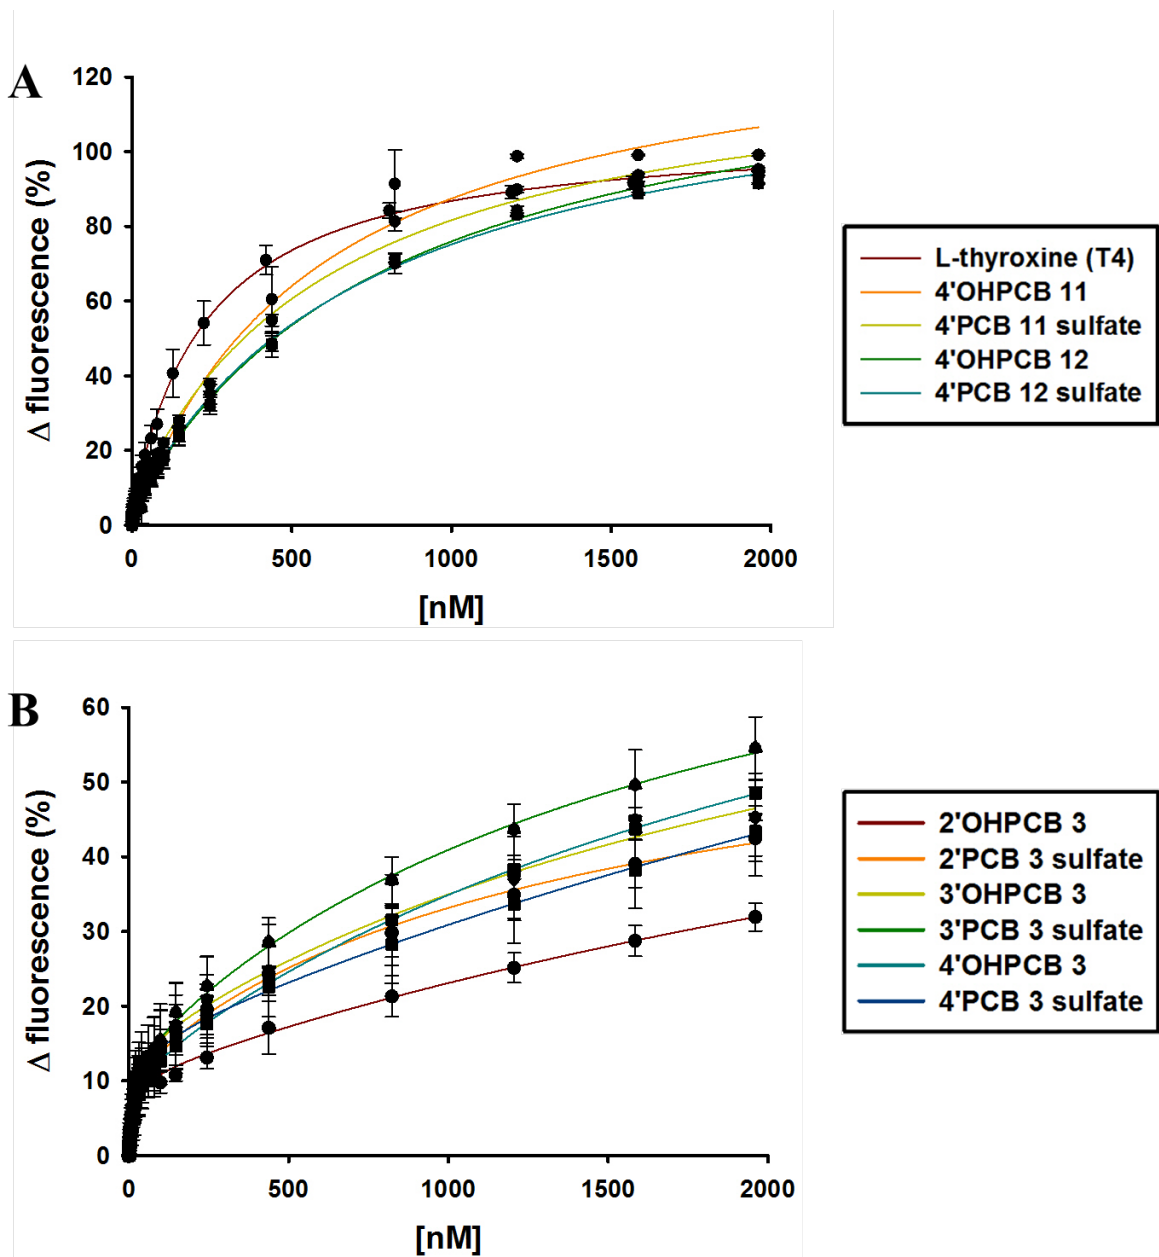 A
120
100
80
60
40
20
0
Δ fluorescence (%)
0 500 1000 1500 2000
[nM]
L-thyroxine (T4)
4'OHPCB 11
4'PCB 11 sulfate
4'OHPCB 12
4'PCB 12 sulfate
B
60
50
40
30
20
10
0
Δ fluorescence (%)
0 500 1000 1500 2000
[nM]
2'OHPCB 3
2'PCB 3 sulfate
3'OHPCB 3
3'PCB 3 sulfate
4'OHPCB 3
4'PCB 3 sulfate